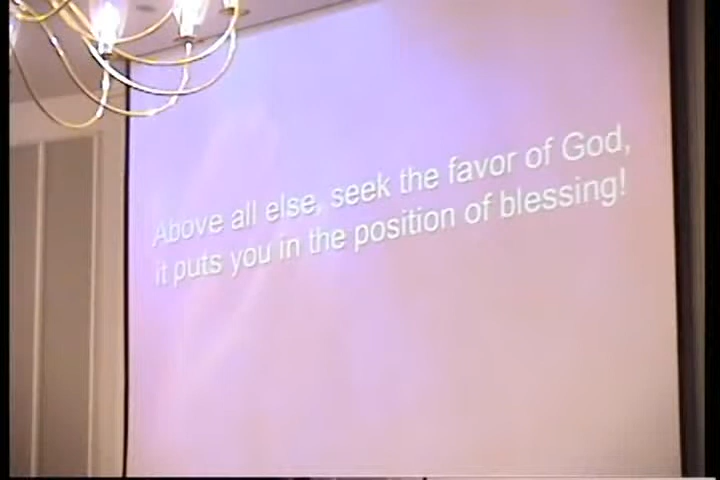 Above all else, seek the favor of God,
it puts you in the position of blessing!